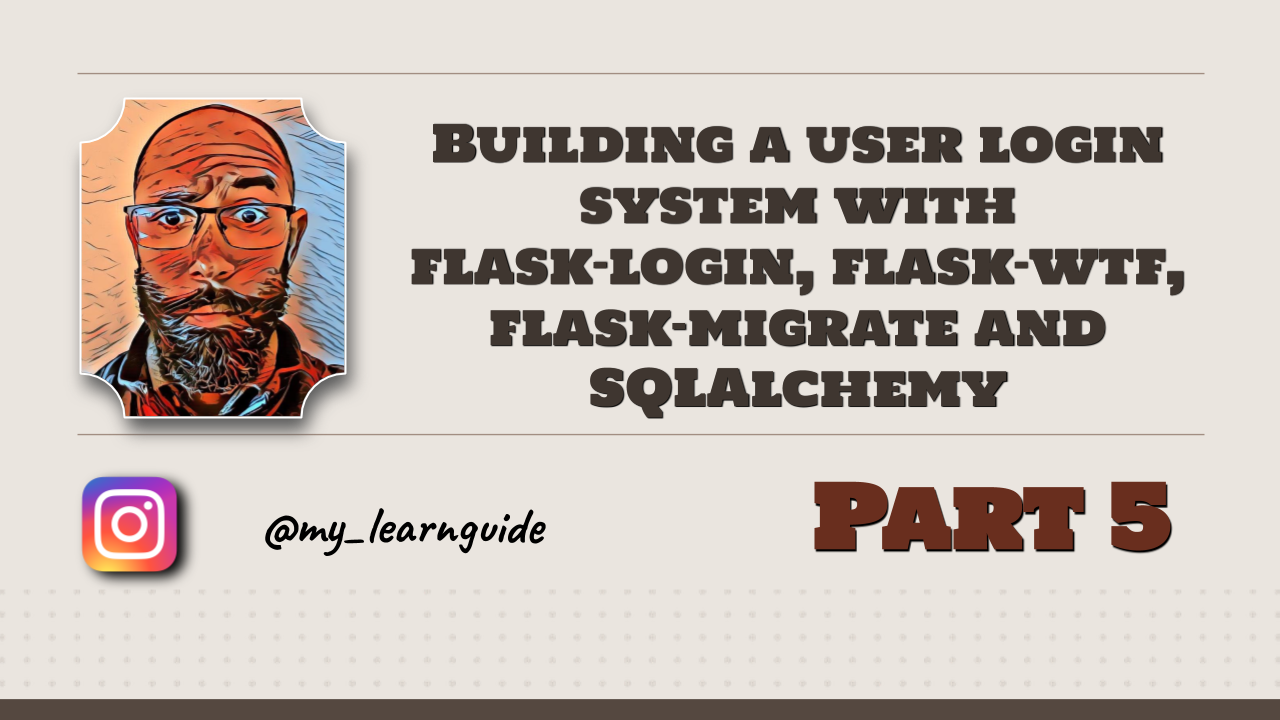 Building a user login
system with
flask-login, flask-wtf,
flask-migrate and
SQLAlchemy
@my_learnguide
Part 5